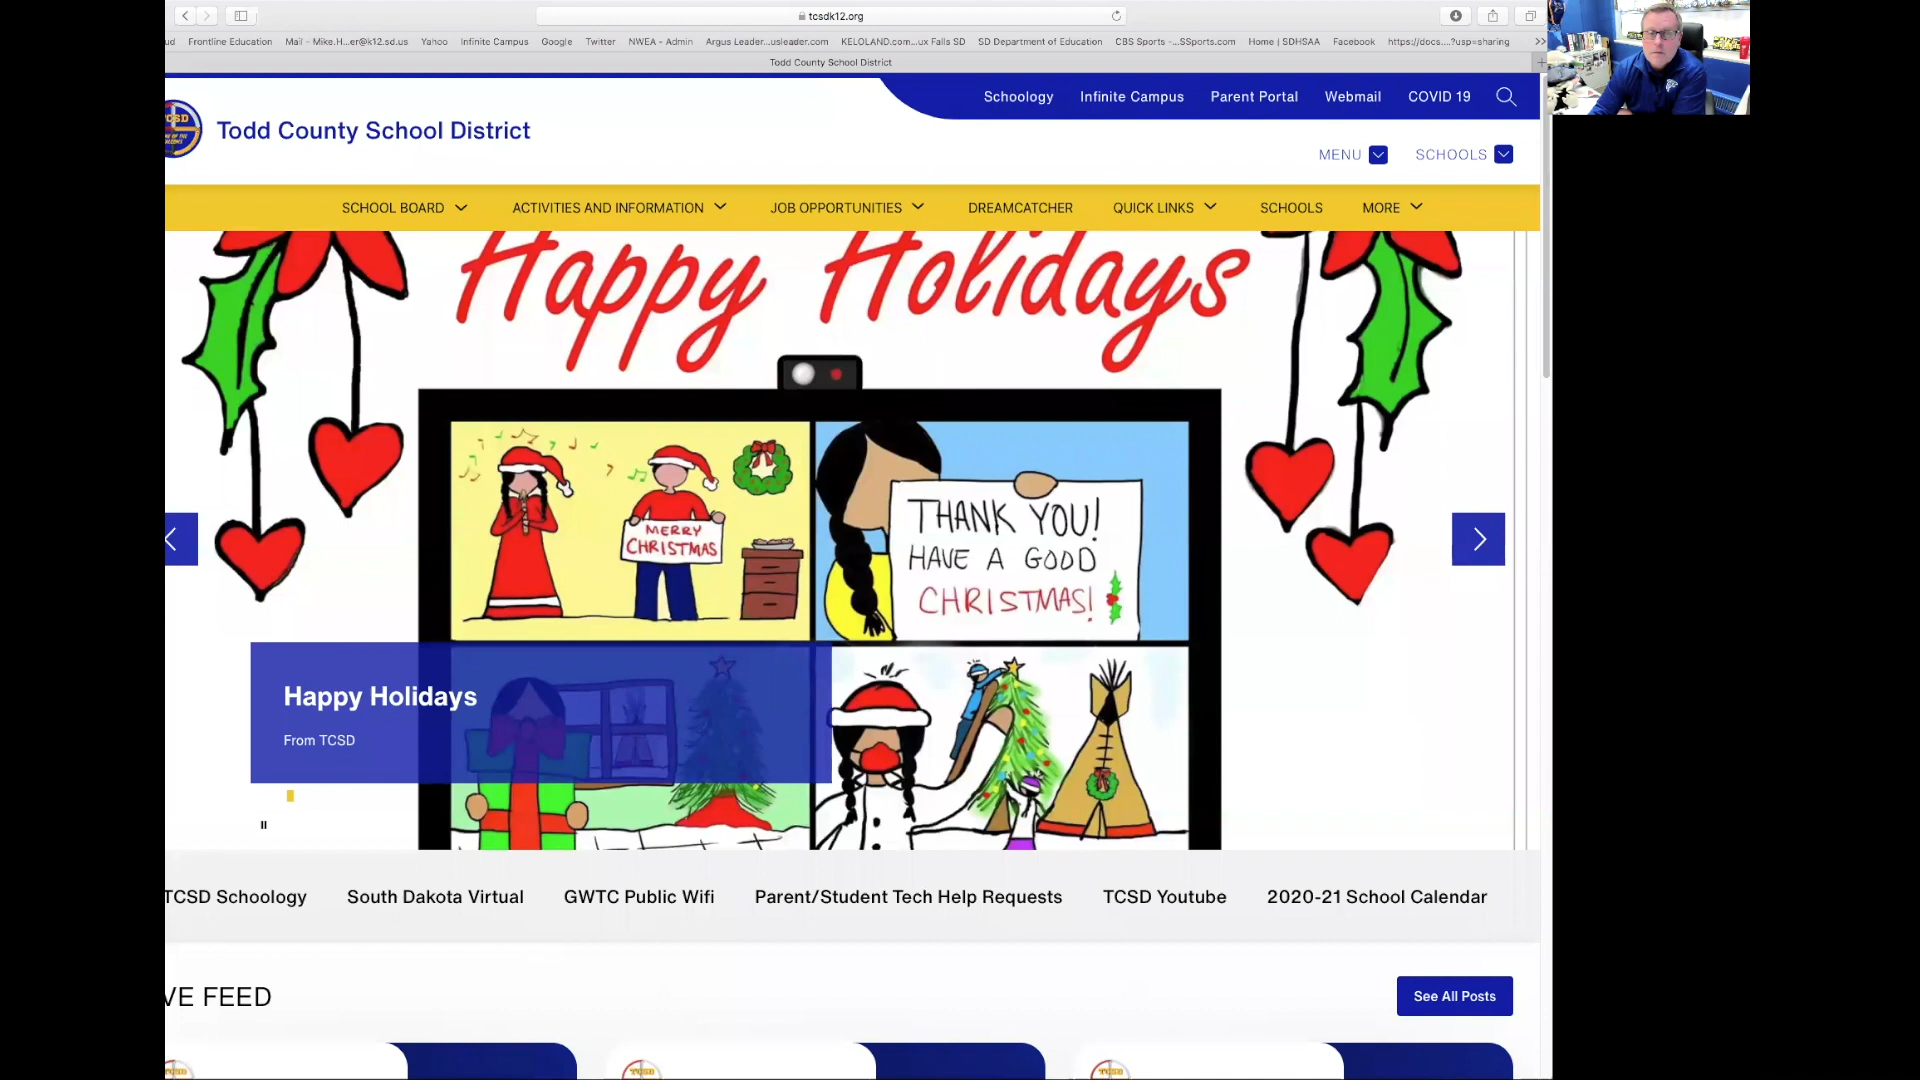 tcsdk12.org
ud Frontline Education Mail - Mike.H...er@k12.sd.us Yahoo Infinite Campus Google Twitter NWEA - Admin Argus Leader...usleader.com KELOLAND.com...ux Falls SD SD Department of Education CBS Sports -...SSports.com Home | SDHSAA Facebook https://docs....?usp=sharing
Todd County School District
Schoology Infinite Campus Parent Portal Webmail COVID 19
Todd County School District
MENU SCHOOLS
SCHOOL BOARD ACTIVITIES AND INFORMATION JOB OPPORTUNITIES DREAMCATCHER QUICK LINKS SCHOOLS MORE
Happy Holidays
MERRY
CHRISTMAS
THANK YOU!
HAVE A GOOD
CHRISTMAS!
Happy Holidays
From TCSD
TCSD Schoology South Dakota Virtual GWTC Public Wifi Parent/Student Tech Help Requests TCSD Youtube 2020-21 School Calendar
VE FEED
See All Posts
TCSD TCSD TCSD